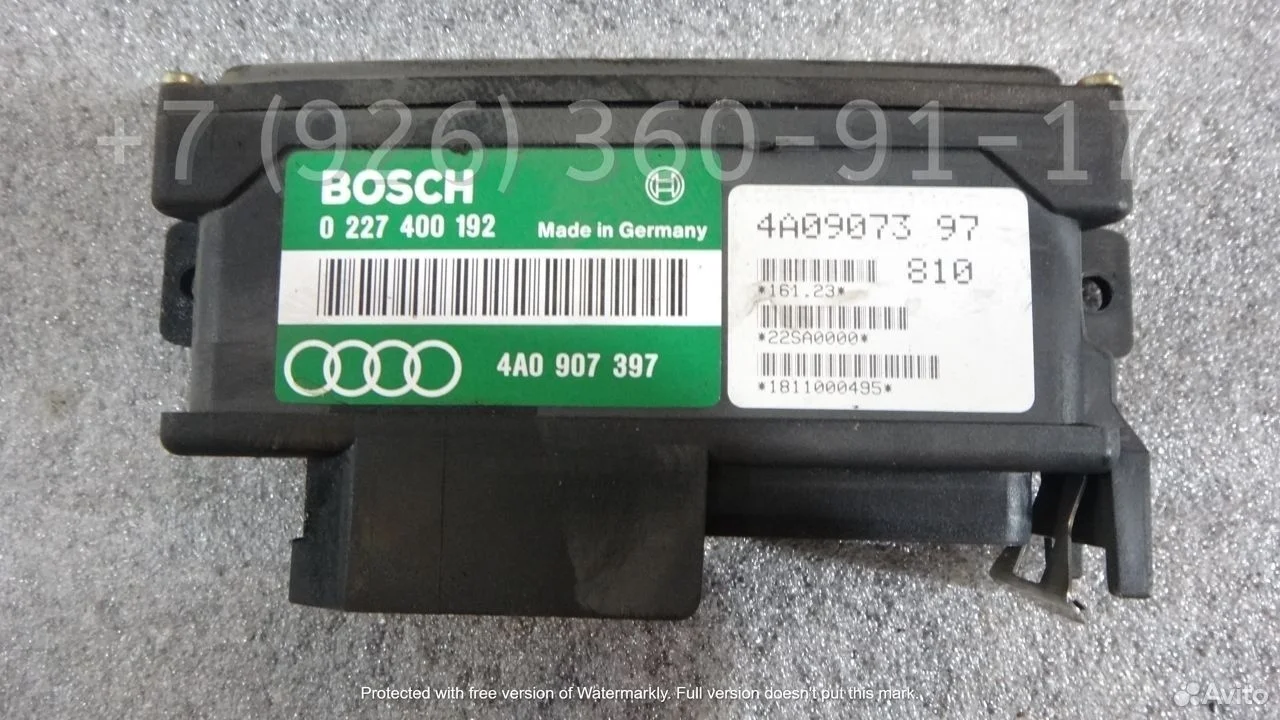 +7 (926) 360-91-17
BOSCH
0 227 400 192
Made in Germany
4A0 907 397
4A09073 97
810
*161.23*
*22SA0000*
*1811000495*
Protected with free version of Watermarkly. Full version doesn't put this mark.
Avito